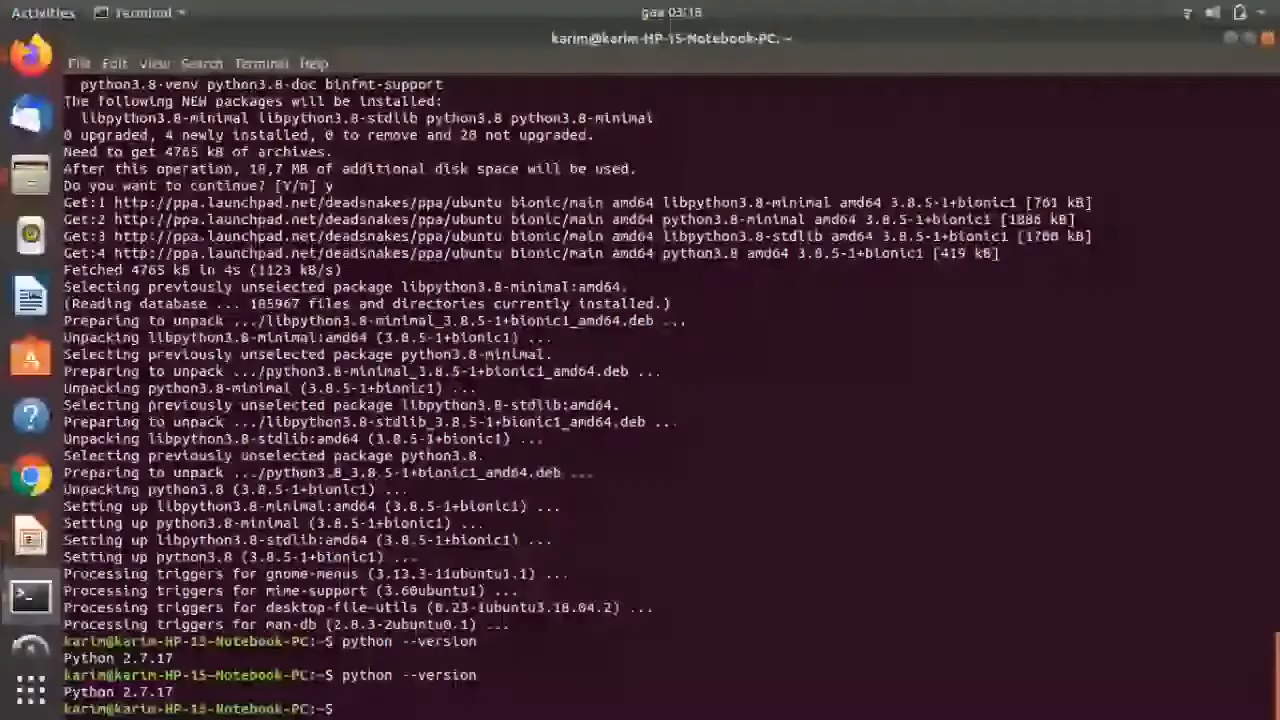 Activities Terminal 03:18
karim@karim-HP-15-Notebook-PC: ~
File Edit View Search Terminal Help
python3.8-venv python3.8-doc binfmt-support
The following NEW packages will be installed:
libpython3.8-minimal libpython3.8-stdlib python3.8 python3.8-minimal
0 upgraded, 4 newly installed, 0 to remove and 20 not upgraded.
Need to get 4765 kB of archives.
After this operation, 18,7 MB of additional disk space will be used.
Do you want to continue? [Y/n] y
Get:1 http://ppa.launchpad.net/deadsnakes/ppa/ubuntu bionic/main amd64 libpython3.8-minimal amd64 3.8.5-1+bionic1 [761 kB]
Get:2 http://ppa.launchpad.net/deadsnakes/ppa/ubuntu bionic/main amd64 python3.8-minimal amd64 3.8.5-1+bionic1 [1886 kB]
Get:3 http://ppa.launchpad.net/deadsnakes/ppa/ubuntu bionic/main amd64 libpython3.8-stdlib amd64 3.8.5-1+bionic1 [1700 kB]
Get:4 http://ppa.launchpad.net/deadsnakes/ppa/ubuntu bionic/main amd64 python3.8 amd64 3.8.5-1+bionic1 [419 kB]
Fetched 4765 kB in 4s (1123 kB/s)
Selecting previously unselected package libpython3.8-minimal:amd64.
(Reading database ... 185967 files and directories currently installed.)
Preparing to unpack .../libpython3.8-minimal_3.8.5-1+bionic1_amd64.deb ...
Unpacking libpython3.8-minimal:amd64 (3.8.5-1+bionic1) ...
Selecting previously unselected package python3.8-minimal.
Preparing to unpack .../python3.8-minimal_3.8.5-1+bionic1_amd64.deb ...
Unpacking python3.8-minimal (3.8.5-1+bionic1) ...
Selecting previously unselected package libpython3.8-stdlib:amd64.
Preparing to unpack .../libpython3.8-stdlib_3.8.5-1+bionic1_amd64.deb ...
Unpacking libpython3.8-stdlib:amd64 (3.8.5-1+bionic1) ...
Selecting previously unselected package python3.8.
Preparing to unpack .../python3.8_3.8.5-1+bionic1_amd64.deb ...
Unpacking python3.8 (3.8.5-1+bionic1) ...
Setting up libpython3.8-minimal:amd64 (3.8.5-1+bionic1) ...
Setting up python3.8-minimal (3.8.5-1+bionic1) ...
Setting up libpython3.8-stdlib:amd64 (3.8.5-1+bionic1) ...
Setting up python3.8 (3.8.5-1+bionic1) ...
Processing triggers for gnome-menus (3.13.3-11ubuntu1.1) ...
Processing triggers for mime-support (3.60ubuntu1) ...
Processing triggers for desktop-file-utils (0.23-1ubuntu3.18.04.2) ...
Processing triggers for man-db (2.8.3-2ubuntu0.1) ...
karim@karim-HP-15-Notebook-PC:~$ python --version
Python 2.7.17
karim@karim-HP-15-Notebook-PC:~$ python --version
Python 2.7.17
karim@karim-HP-15-Notebook-PC:~$